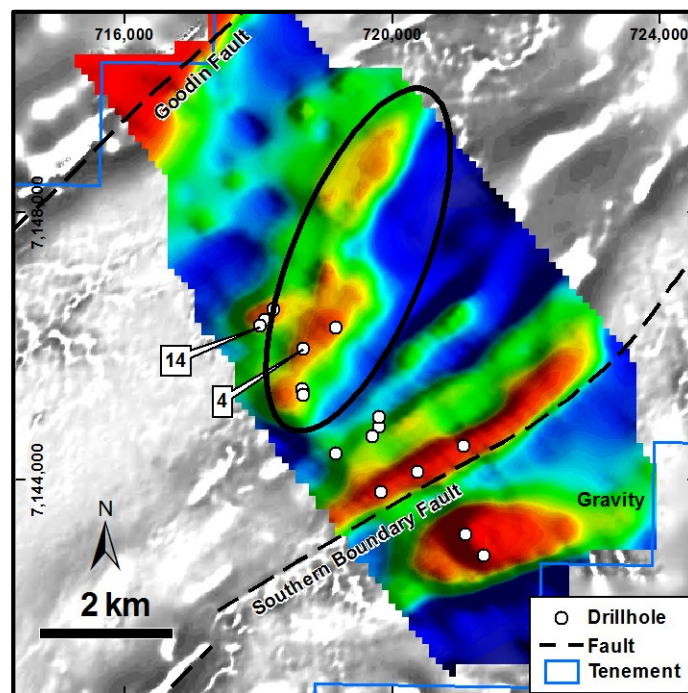 716,000
720,000
724,000
Goodin Fault
7,148,000
14
4
7,144,000
Gravity
Southern Boundary Fault
N
2 km
Drillhole
Fault
Tenement